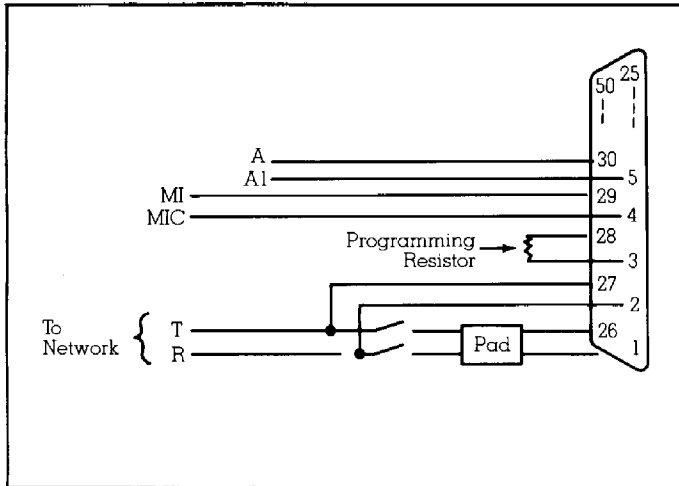 25
50
A
30
A1
5
MI
29
MIC
4
28
Programming
Resistor
3
27
2
To
Network
T
26
R
Pad
1